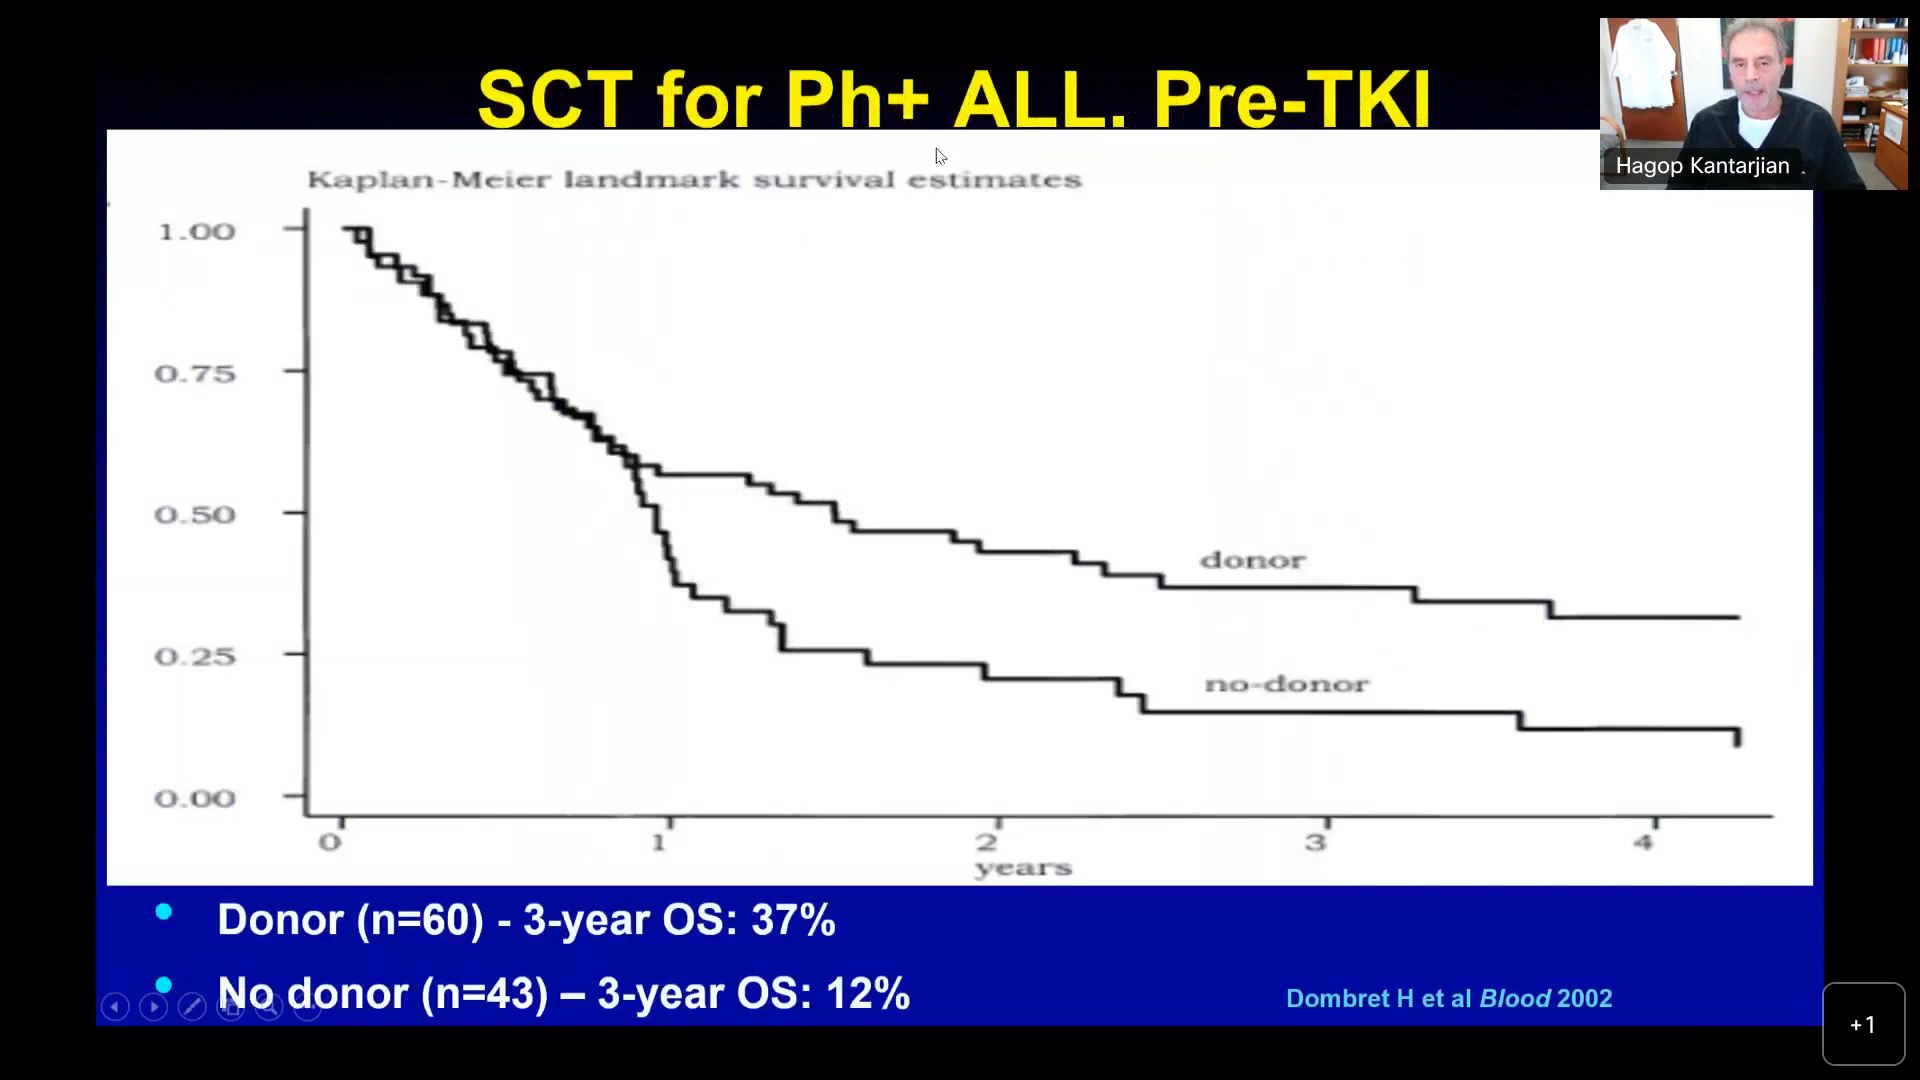 SCT for Ph+ ALL. Pre-TKI
Hagop Kantarjian
Kaplan-Meier landmark survival estimates
1.00
0.75
0.50
0.25
0.00
donor
no-donor
0 1 2 3 4
years
• Donor (n=60) - 3-year OS: 37%
• No donor (n=43) – 3-year OS: 12%
Dombret H et al Blood 2002
+1